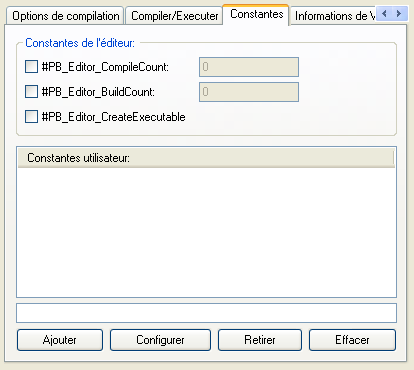 Options de compilation Compiler/Executer Constantes Informations de V
Constantes de l'éditeur:
#PB_Editor_CompileCount: 0
#PB_Editor_BuildCount: 0
#PB_Editor_CreateExecutable
Constantes utilisateur:
Ajouter Configurer Retirer Effacer